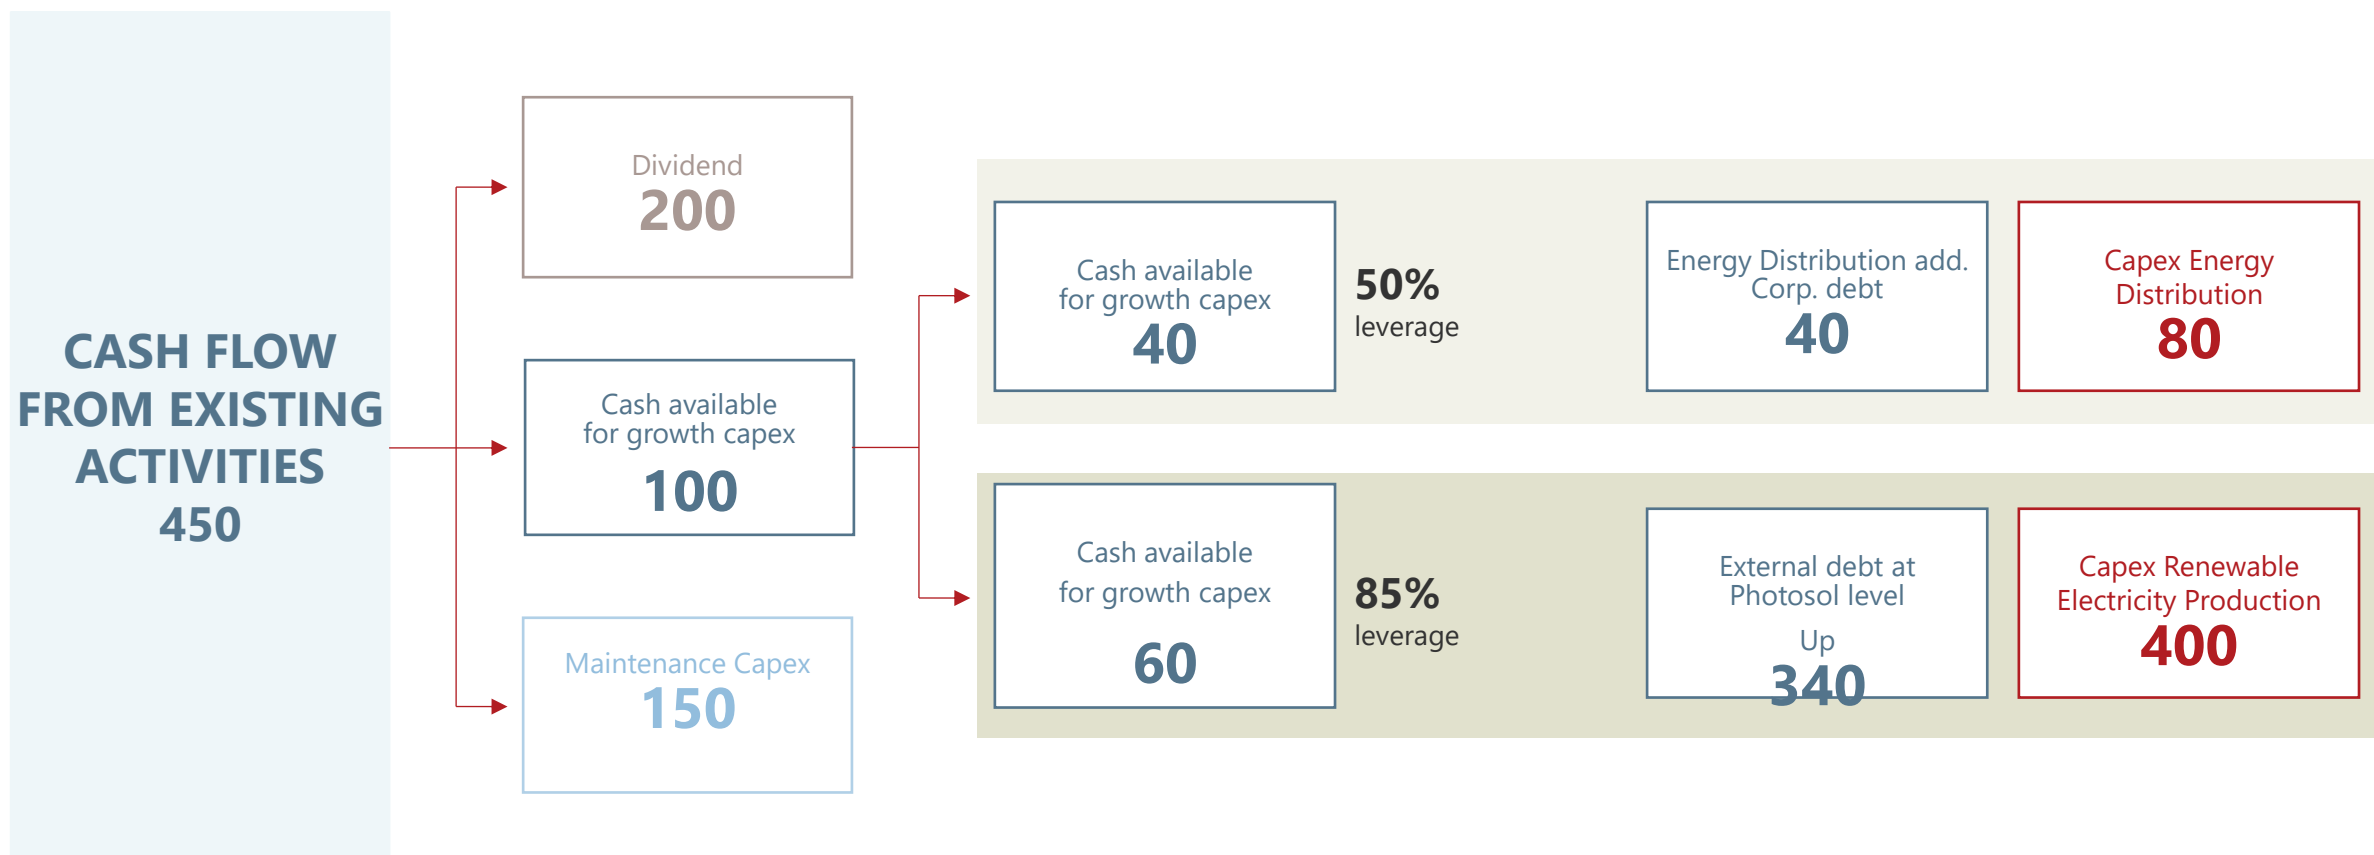 CASH FLOW
FROM EXISTING
ACTIVITIES
450
Dividend
200
Cash available
for growth capex
100
Maintenance Capex
150
Cash available
for growth capex
40
50%
leverage
Energy Distribution add.
Corp. debt
40
Capex Energy
Distribution
80
Cash available
for growth capex
60
85%
leverage
External debt at
Photosol level
Up
340
Capex Renewable
Electricity Production
400